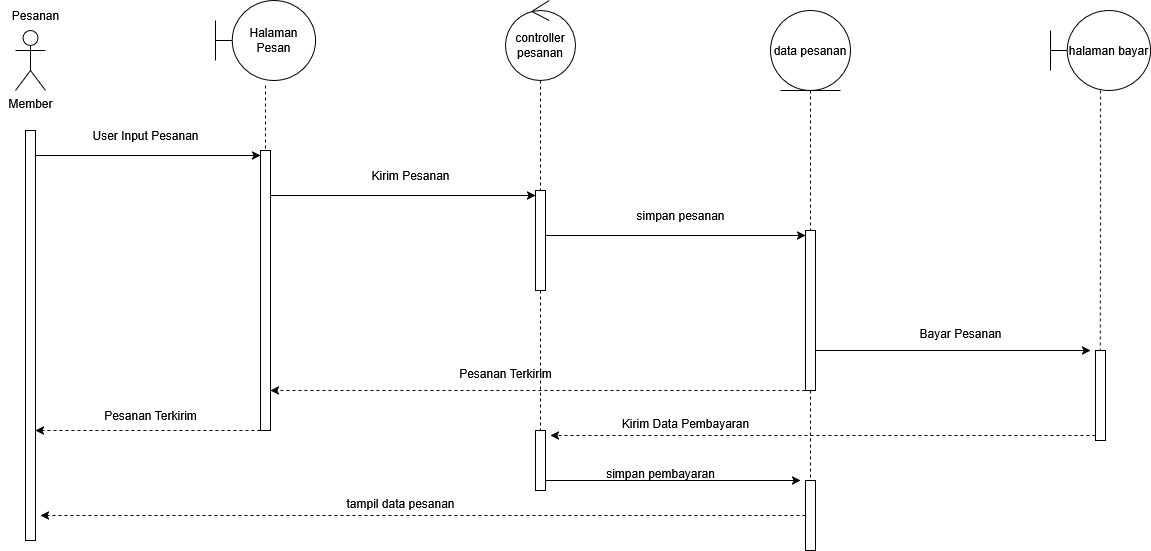 Pesanan
Member
Halaman
Pesan
controller
pesanan
data pesanan
halaman bayar
User Input Pesanan
Kirim Pesanan
simpan pesanan
Bayar Pesanan
Pesanan Terkirim
Pesanan Terkirim
Kirim Data Pembayaran
simpan pembayaran
tampil data pesanan